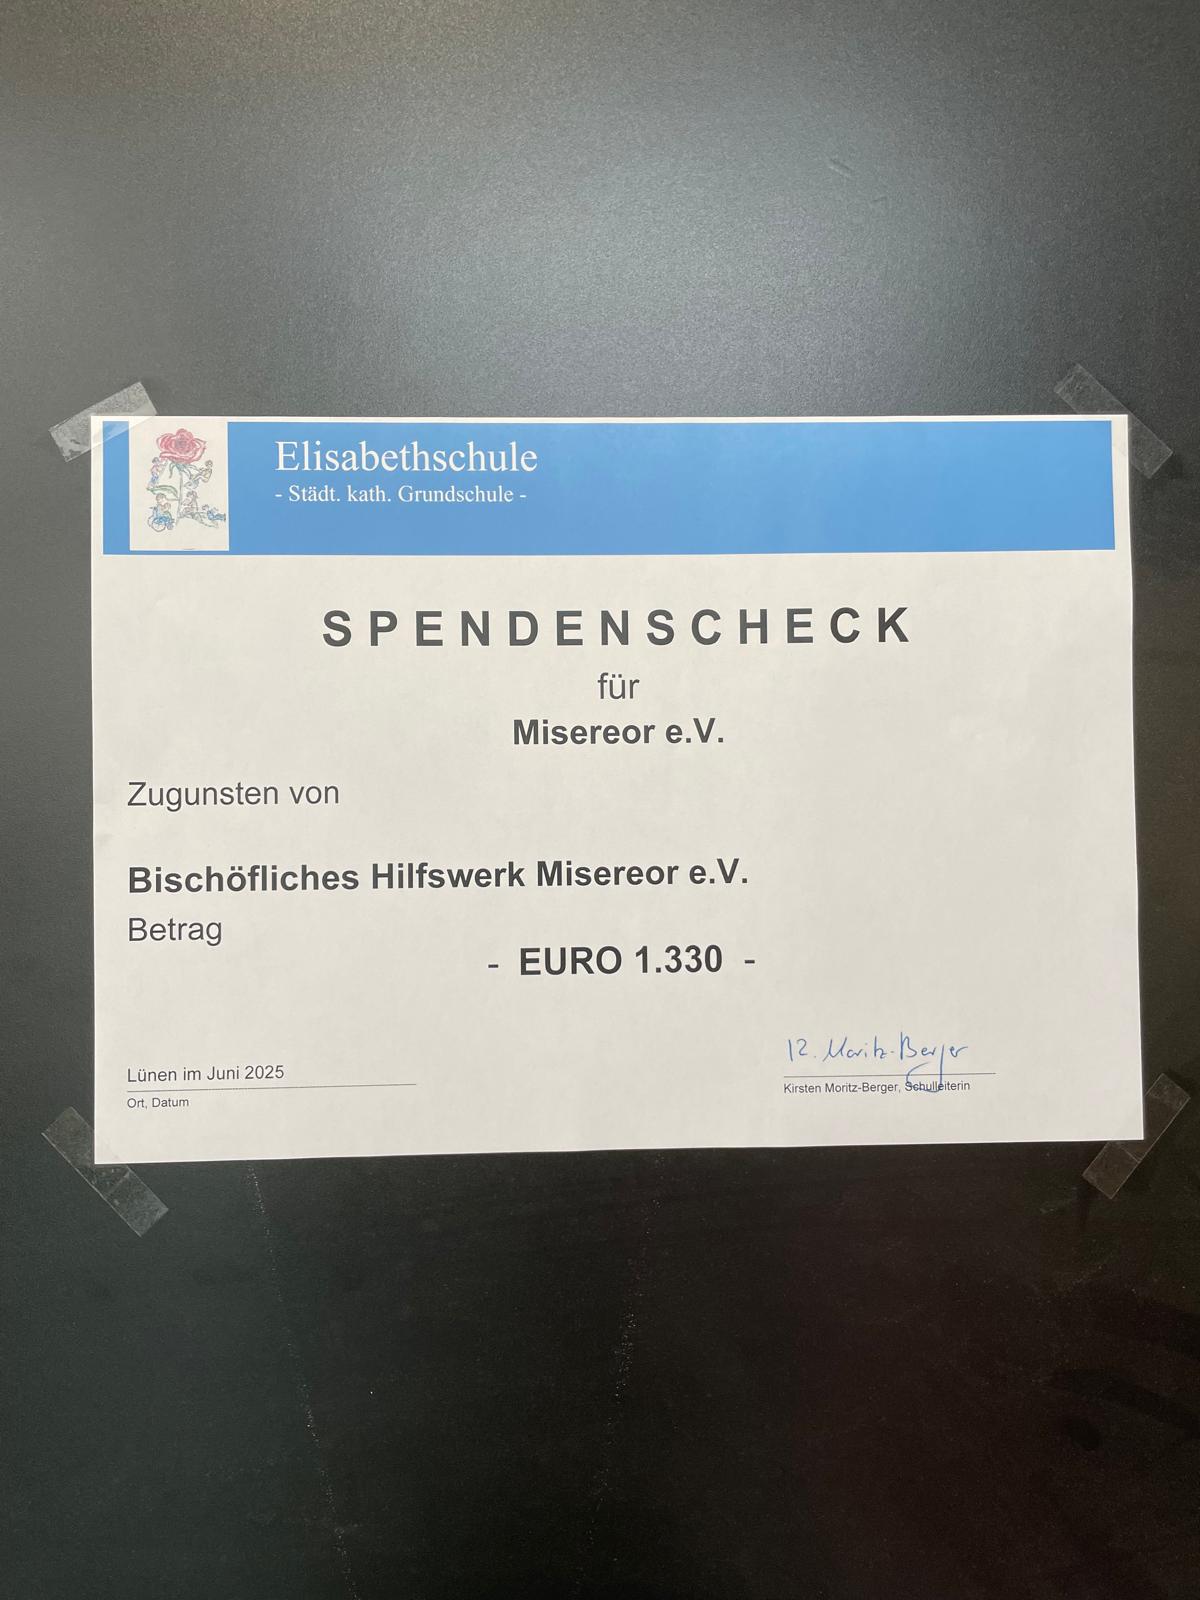 Elisabethschule
- Städt. kath. Grundschule -
SPENDENSCHECK
für
Misereor e.V.
Zugunsten von
Bischöfliches Hilfswerk Misereor e.V.
Betrag
- EURO 1.330 -
Lünen im Juni 2025
Ort, Datum
K. Moritz-Berger
Kirsten Moritz-Berger, Schulleiterin